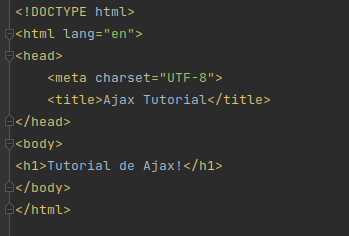 <!DOCTYPE html>
<html lang="en">
<head>
    <meta charset="UTF-8">
    <title>Ajax Tutorial</title>
</head>
<body>
<h1>Tutorial de Ajax!</h1>
</body>
</html>